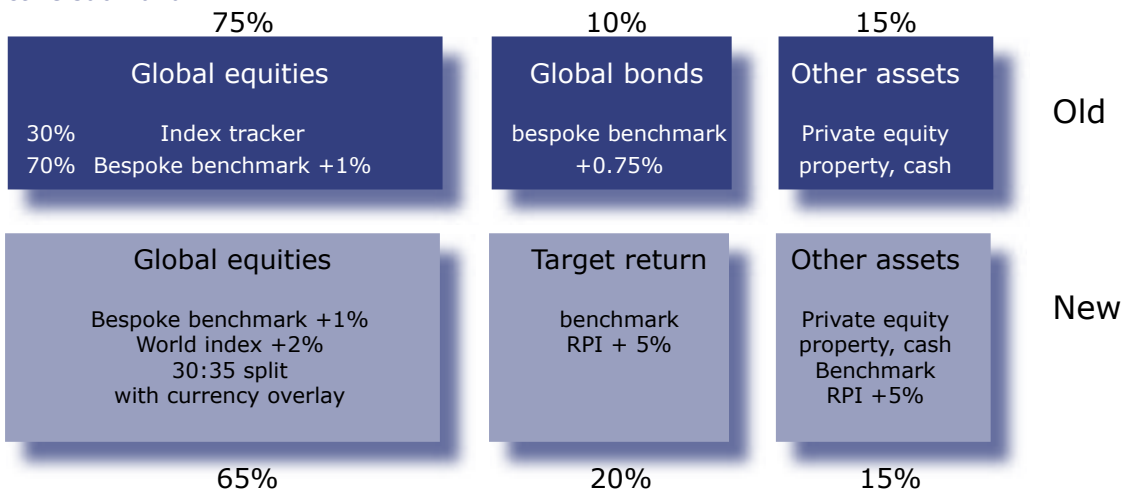 75%
10%
15%
Global equities
30% Index tracker
70% Bespoke benchmark +1%
Global bonds
bespoke benchmark
+0.75%
Other assets
Private equity
property, cash
Old
Global equities
Bespoke benchmark +1%
World index +2%
30:35 split
with currency overlay
Target return
benchmark
RPI + 5%
Other assets
Private equity
property, cash
Benchmark
RPI +5%
New
65%
20%
15%